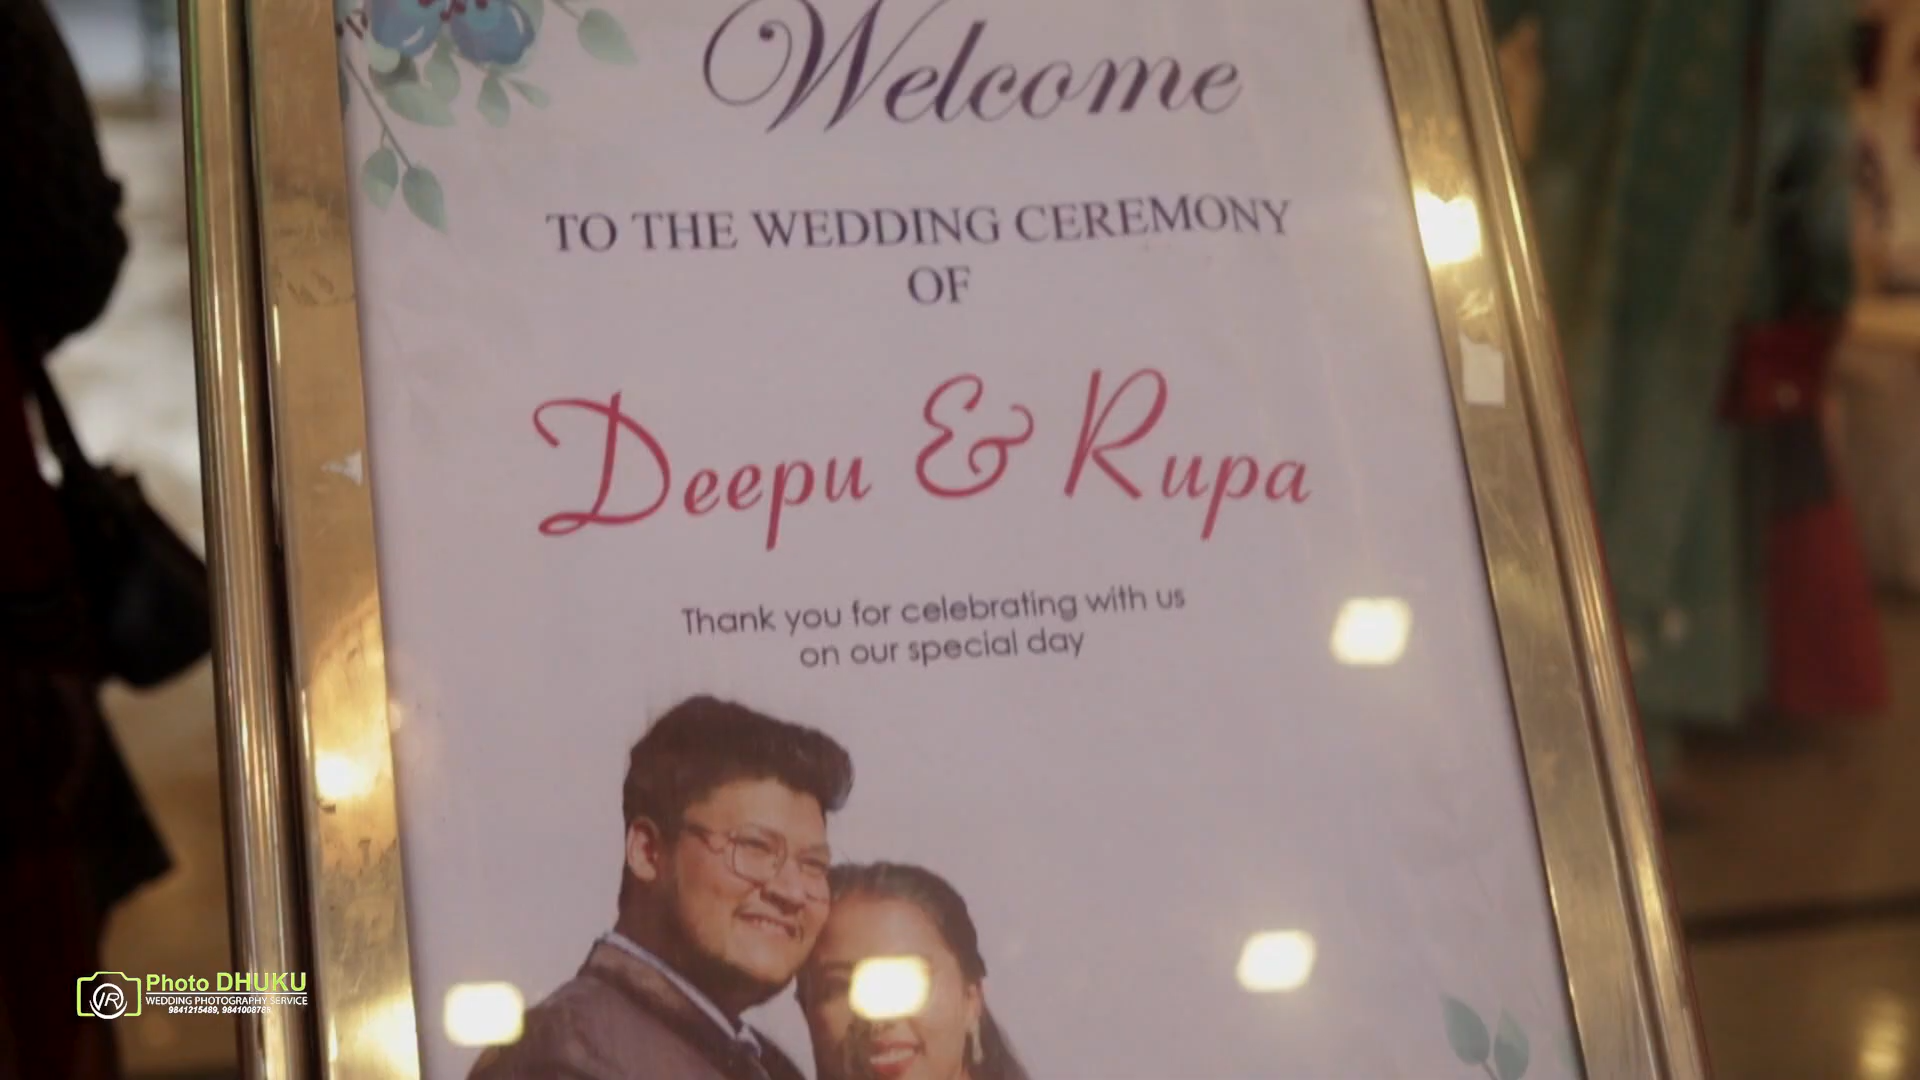 Welcome
TO THE WEDDING CEREMONY
OF
Deepu & Rupa
Thank you for celebrating with us
on our special day
Photo DHUKU
WEDDING PHOTOGRAPHY SERVICE
9841215489,